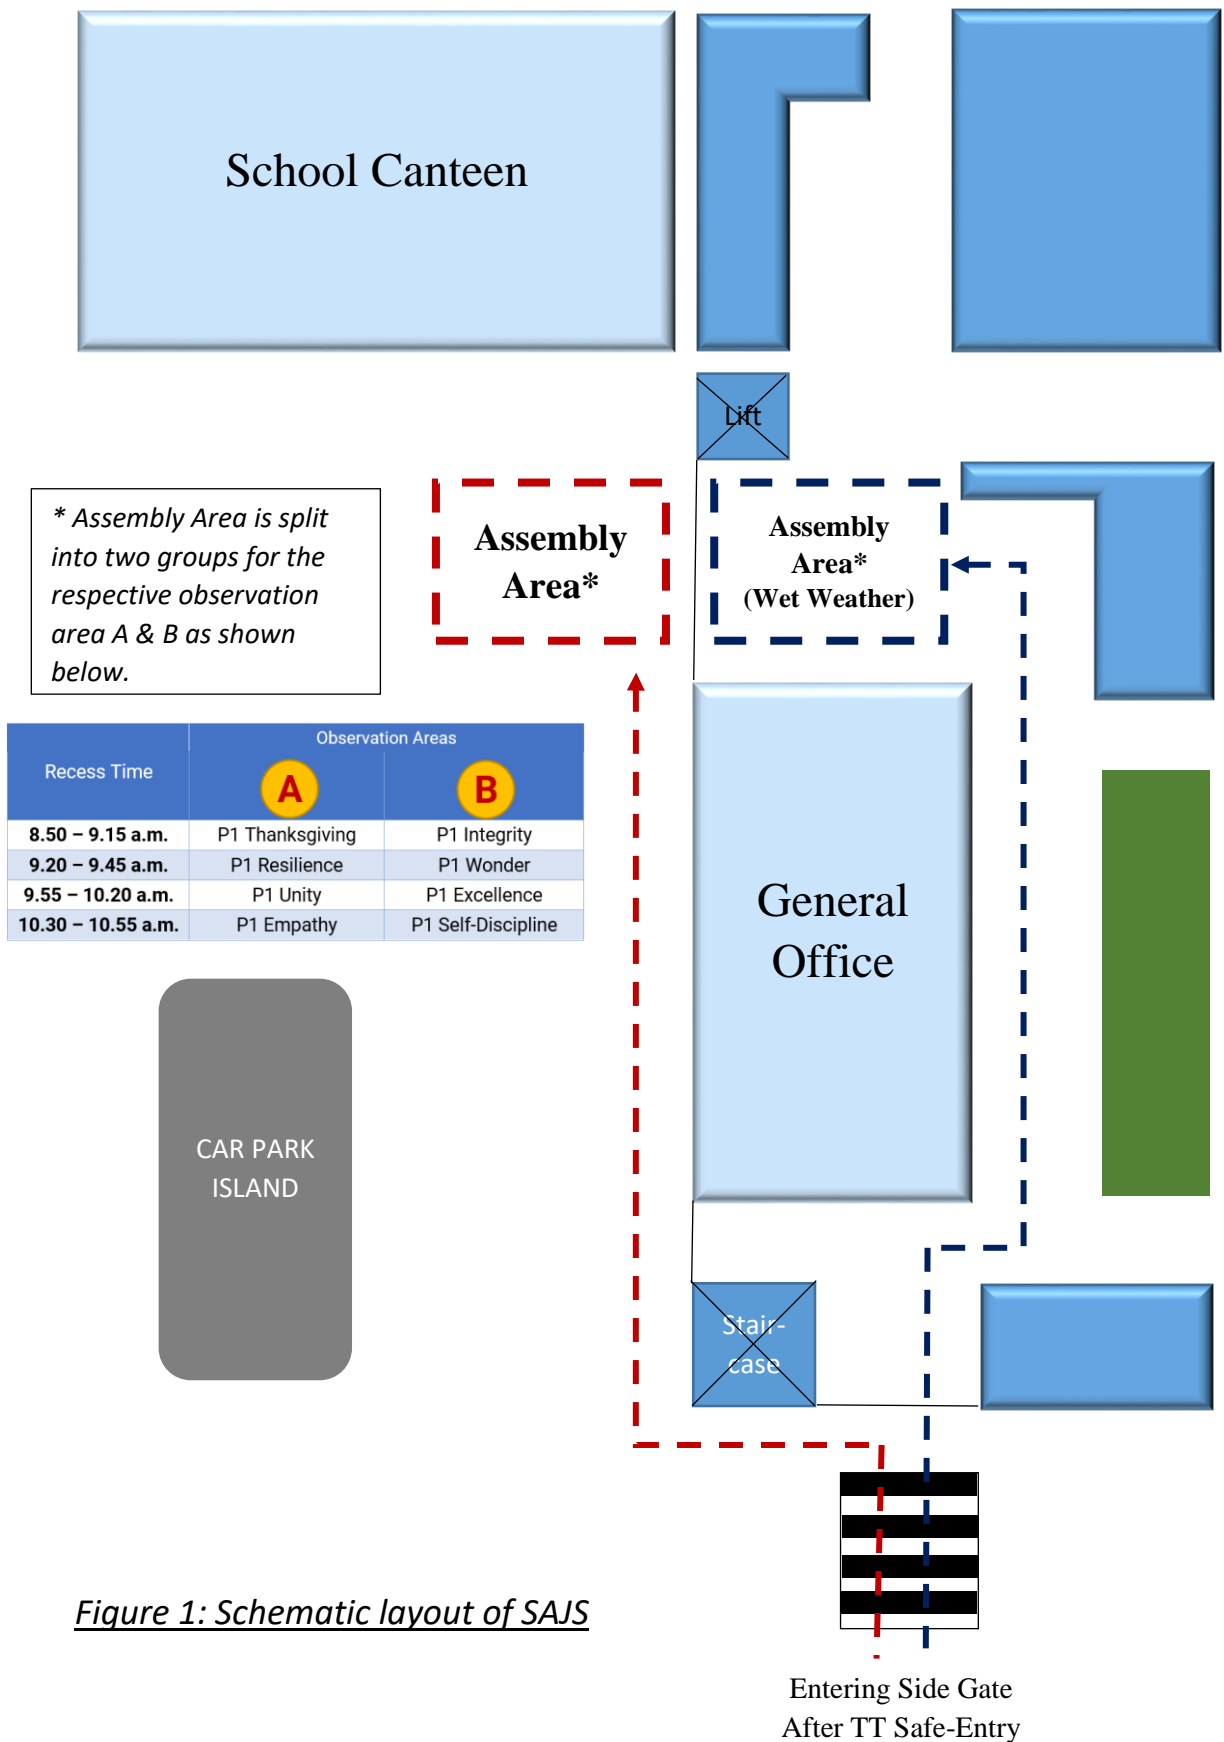 School Canteen
Lift
* Assembly Area is split
into two groups for the
respective observation
area A & B as shown
below.
Assembly
Area*
Assembly
Area*
(Wet Weather)
Recess Time
Observation Areas
A
B
8.50 – 9.15 a.m. P1 Thanksgiving P1 Integrity
9.20 – 9.45 a.m. P1 Resilience P1 Wonder
9.55 – 10.20 a.m. P1 Unity P1 Excellence
10.30 – 10.55 a.m. P1 Empathy P1 Self-Discipline
General
Office
CAR PARK
ISLAND
Stair-
case
Figure 1: Schematic layout of SAJS
Entering Side Gate
After TT Safe-Entry